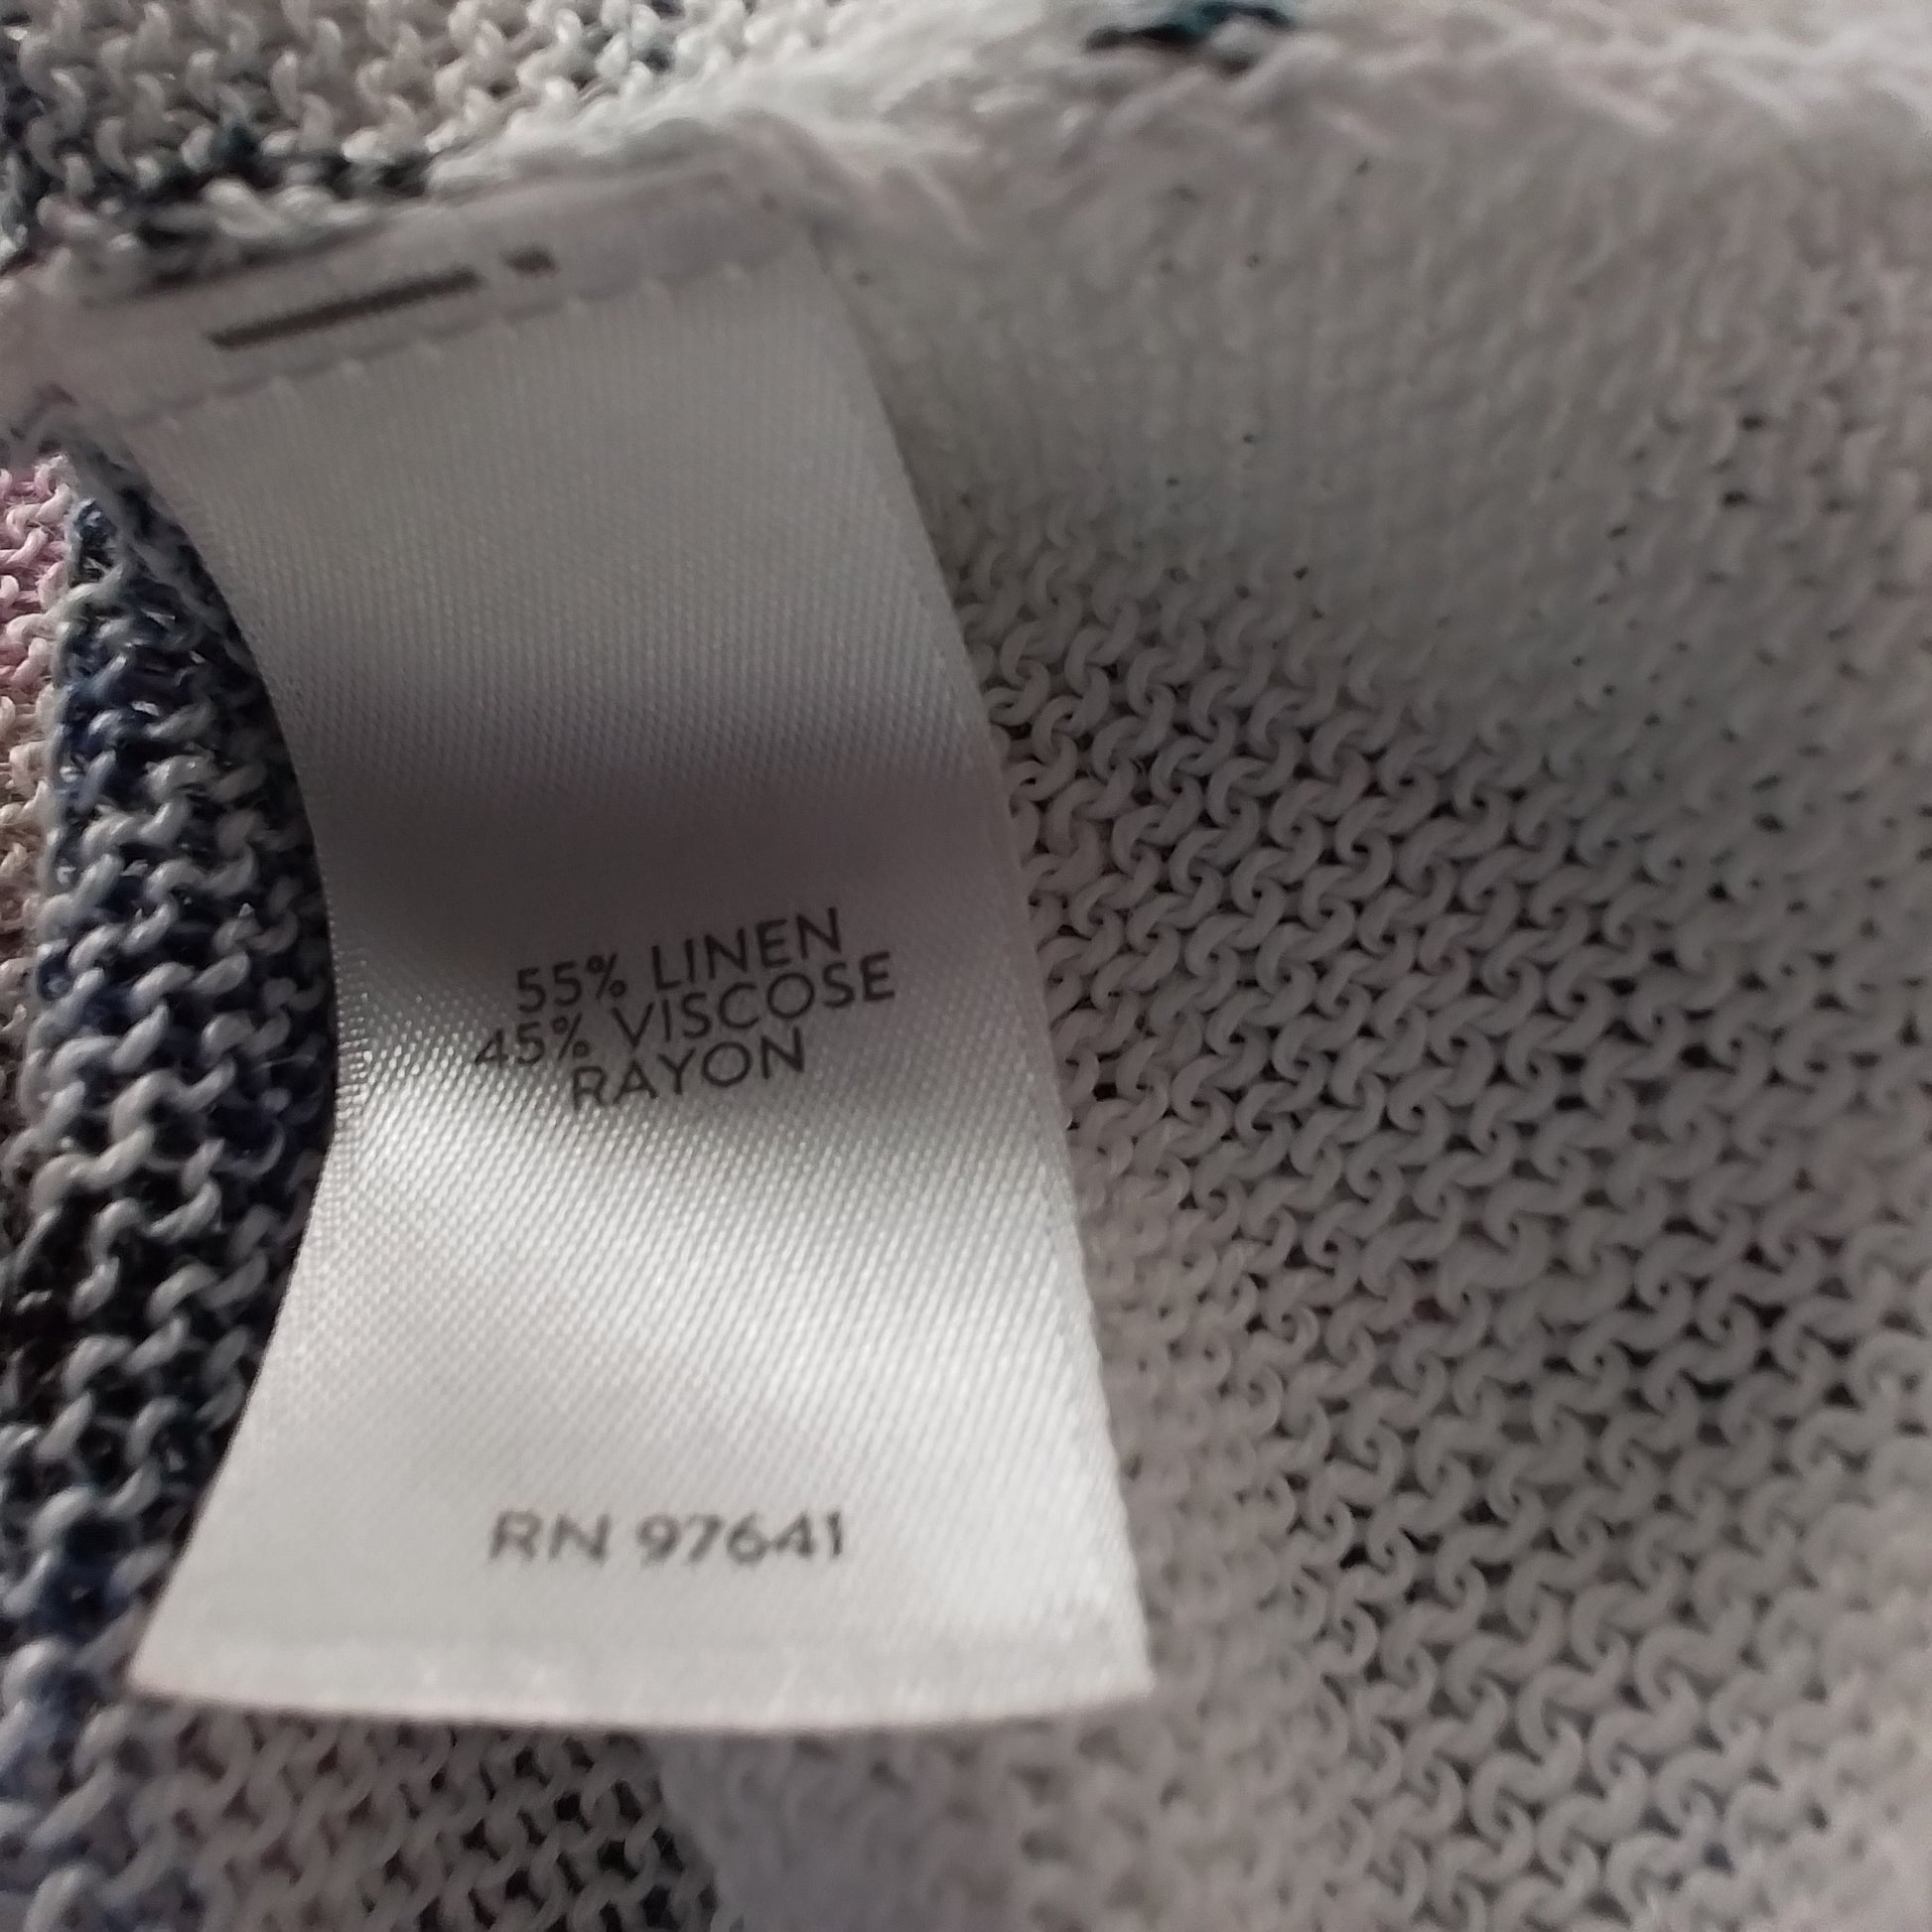 55% LINEN
45% VISCOSE
RAYON
RN 97641